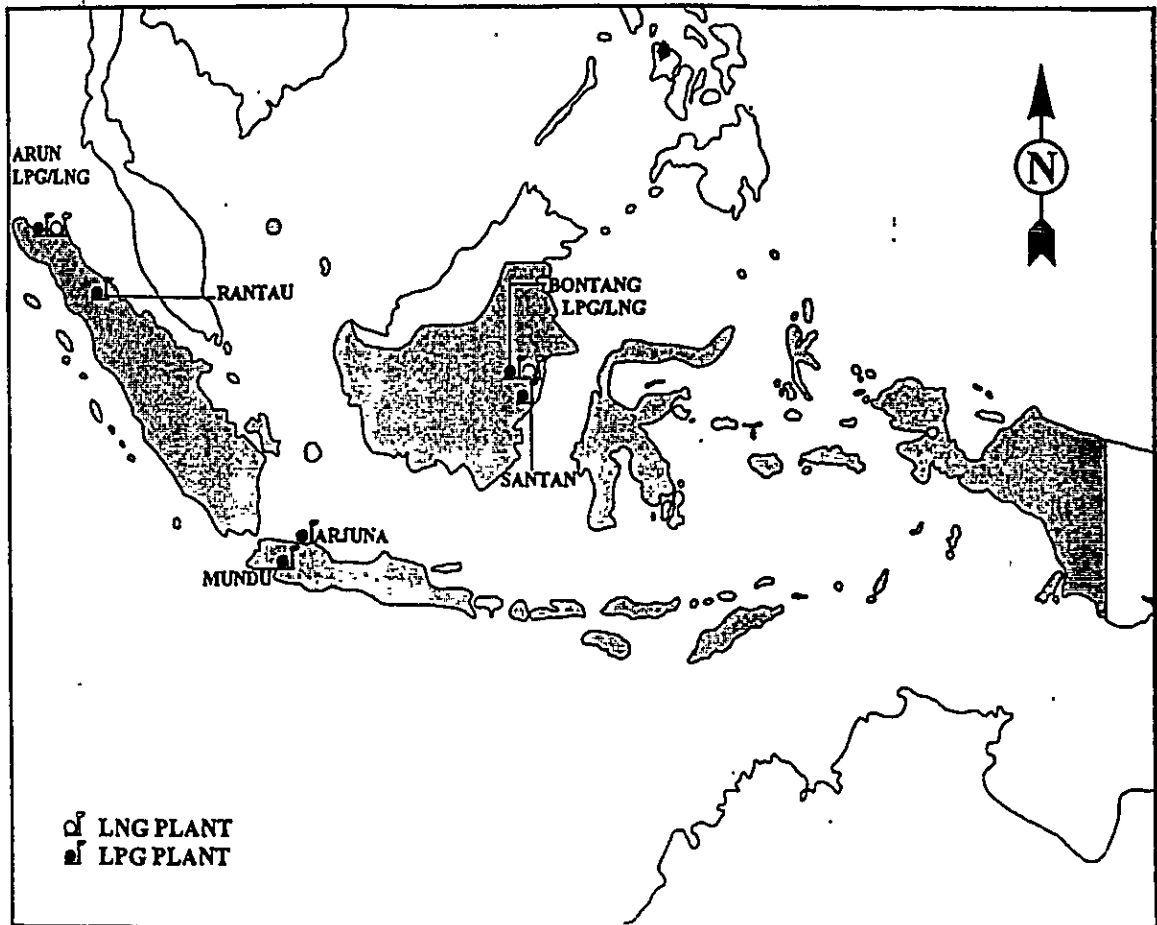 ARUN
LPG/LNG
N
RANTAU
BONTANG
LPG/LNG
SANTAN
ARJUNA
MUNDU
LNG PLANT
LPG PLANT